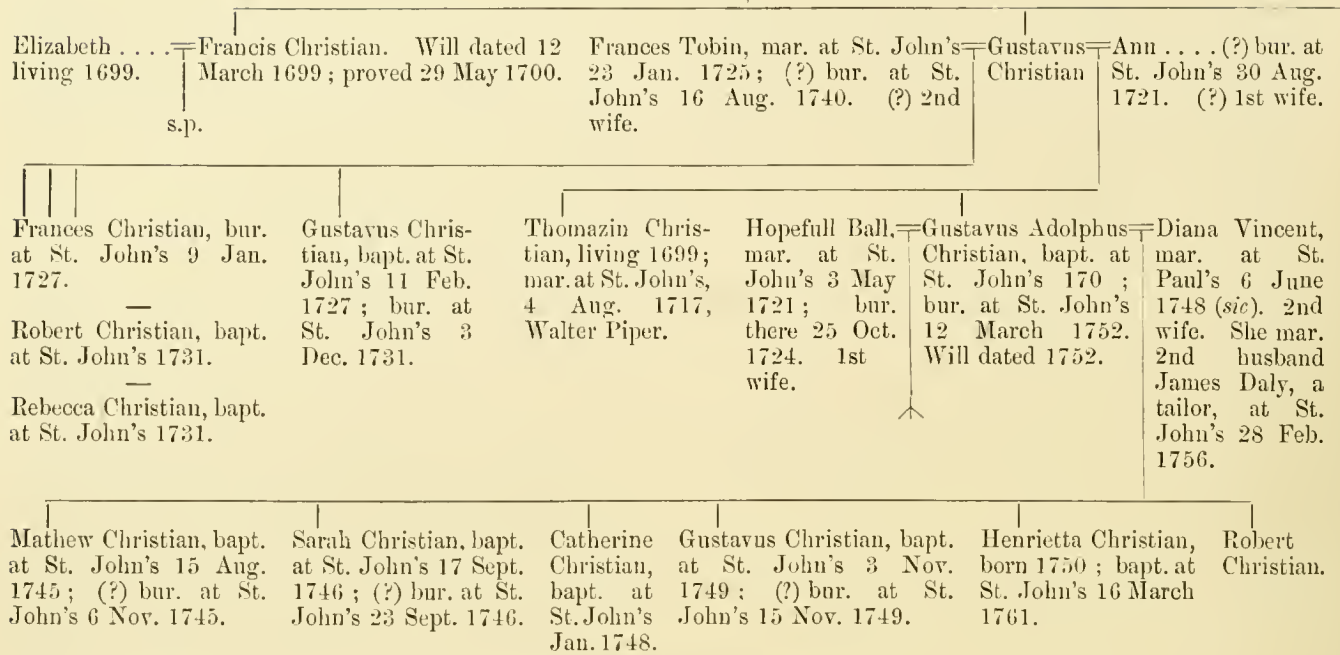 Elizabeth . . . .
living 1699.
Francis Christian. Will dated 12
March 1699 ; proved 29 May 1700.
s.p.
Frances Tobin, mar. at St. John's
23 Jan. 1725; (?) bur. at St.
John's 16 Aug. 1740. (?) 2nd
wife.
Gustavus
Christian
Ann . . . . (?) bur. at
St. John's 30 Aug.
1721. (?) 1st wife.
Frances Christian, bur.
at St. John's 9 Jan.
1727.
—
Robert Christian, bapt.
at St. John's 1731.
—
Rebecca Christian, bapt.
at St. John's 1731.
Gustavus Chris-
tian, bapt. at St.
John's 11 Feb.
1727 ; bur. at
St. John's 3
Dec. 1731.
Thomazin Chris-
tian, living 1699;
mar. at St. John's,
4 Aug. 1717,
Walter Piper.
Hopefull Ball,
mar. at St.
John's 3 May
1721 ; bur.
there 25 Oct.
1724. 1st
wife.
Gustavus Adolphus
Christian, bapt. at
St. John's 170 ;
bur. at St. John's
12 March 1752.
Will dated 1752.
Diana Vincent,
mar. at St.
Paul's 6 June
1748 (sic). 2nd
wife. She mar.
2nd husband
James Daly, a
tailor, at St.
John's 28 Feb.
1756.
Mathew Christian, bapt.
at St. John's 15 Aug.
1745 ; (?) bur. at St.
John's 6 Nov. 1745.
Sarah Christian, bapt.
at St. John's 17 Sept.
1746 ; (?) bur. at St.
John's 23 Sept. 1746.
Catherine
Christian,
bapt. at
St. John's
Jan. 1748.
Gustavus Christian, bapt.
at St. John's 3 Nov.
1749 ; (?) bur. at St.
John's 15 Nov. 1749.
Henrietta Christian,
born 1750 ; bapt. at
St. John's 16 March
1761.
Robert
Christian.